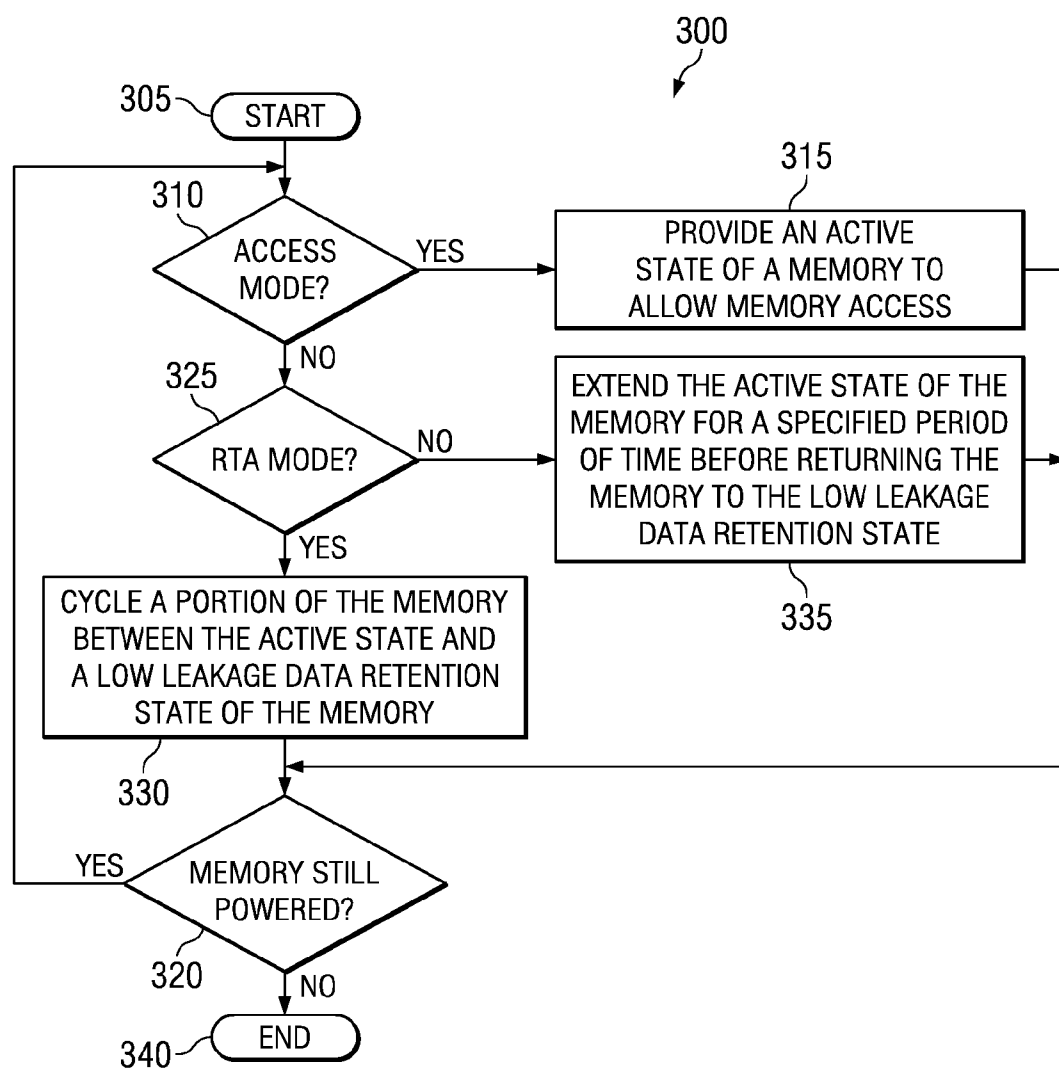 300
305
START
310
ACCESS
MODE?
YES
NO
315
PROVIDE AN ACTIVE
STATE OF A MEMORY TO
ALLOW MEMORY ACCESS
325
RTA MODE?
NO
YES
EXTEND THE ACTIVE STATE OF THE
MEMORY FOR A SPECIFIED PERIOD
OF TIME BEFORE RETURNING THE
MEMORY TO THE LOW LEAKAGE
DATA RETENTION STATE
335
CYCLE A PORTION OF THE MEMORY
BETWEEN THE ACTIVE STATE AND
A LOW LEAKAGE DATA RETENTION
STATE OF THE MEMORY
330
YES
MEMORY STILL
POWERED?
320
NO
END
340